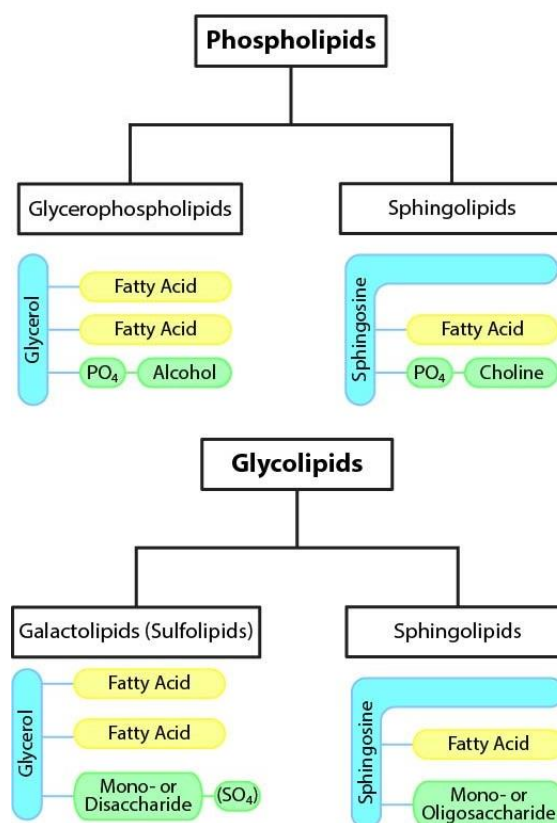 Phospholipids
Glycerophospholipids
Sphingolipids
Glycerol
Fatty Acid
Fatty Acid
PO₄ Alcohol
Sphingosine
Fatty Acid
PO₄ Choline
Glycolipids
Galactolipids (Sulfolipids)
Sphingolipids
Glycerol
Fatty Acid
Fatty Acid
Mono- or
Disaccharide
(SO₄)
Sphingosine
Fatty Acid
Mono- or
Oligosaccharide